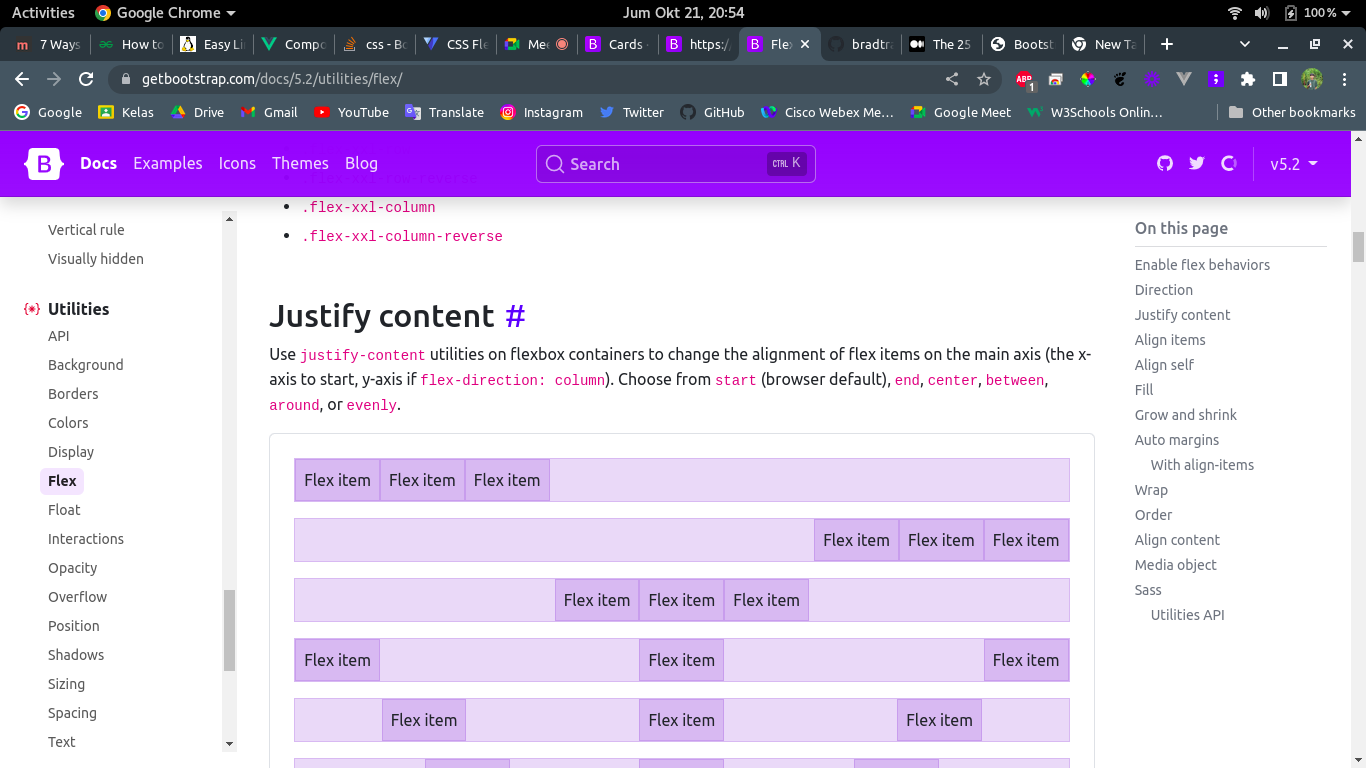 Activities Google Chrome Jum Okt 21, 20:54 100%
7 Ways How to Easy Li Compo css - Bo CSS Fle Mee Cards - https:/ Fle bradtra The 25 Bootst New Ta
getbootstrap.com/docs/5.2/utilities/flex/ ABP 1
Google Kelas Drive Gmail YouTube Translate Instagram Twitter GitHub Cisco Webex Me... Google Meet W3Schools Onlin... Other bookmarks
B Docs Examples Icons Themes Blog Search CTRL K v5.2
.flex-xxl-row-reverse
.flex-xxl-column
.flex-xxl-column-reverse
Vertical rule
Visually hidden
Utilities
API
Background
Borders
Colors
Display
Flex
Float
Interactions
Opacity
Overflow
Position
Shadows
Sizing
Spacing
Text
Justify content #
Use justify-content utilities on flexbox containers to change the alignment of flex items on the main axis (the x-
axis to start, y-axis if flex-direction: column). Choose from start (browser default), end, center, between,
around, or evenly.
Flex item Flex item Flex item
Flex item Flex item Flex item
Flex item Flex item Flex item
Flex item Flex item Flex item
Flex item Flex item Flex item
On this page
Enable flex behaviors
Direction
Justify content
Align items
Align self
Fill
Grow and shrink
Auto margins
With align-items
Wrap
Order
Align content
Media object
Sass
Utilities API